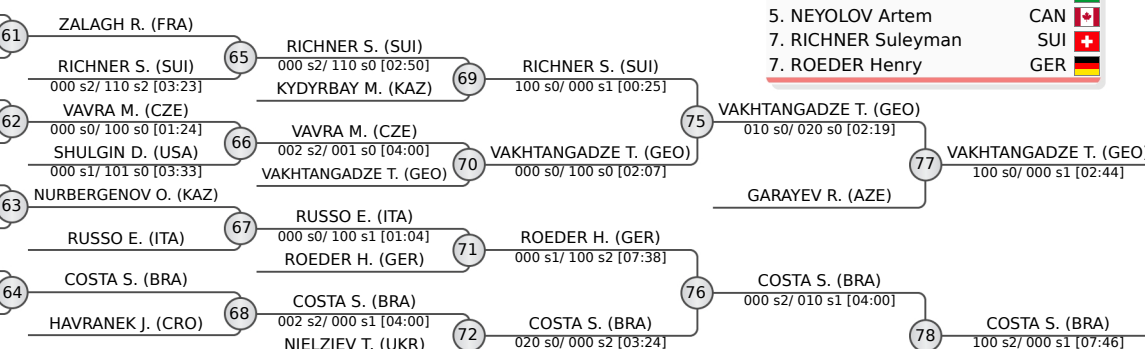 5. NEYOLOV Artem CAN
7. RICHNER Suleyman SUI
7. ROEDER Henry GER
61
ZALAGH R. (FRA)
RICHNER S. (SUI)
000 s2/ 110 s2 [03:23]
62
VAVRA M. (CZE)
000 s0/ 100 s0 [01:24]
SHULGIN D. (USA)
000 s1/ 101 s0 [03:33]
63
NURBERGENOV O. (KAZ)
RUSSO E. (ITA)
64
COSTA S. (BRA)
HAVRANEK J. (CRO)
65
RICHNER S. (SUI)
000 s2/ 110 s0 [02:50]
KYDYRBAY M. (KAZ)
66
VAVRA M. (CZE)
002 s2/ 001 s0 [04:00]
VAKHTANGADZE T. (GEO)
67
RUSSO E. (ITA)
000 s0/ 100 s1 [01:04]
ROEDER H. (GER)
68
COSTA S. (BRA)
002 s2/ 000 s1 [04:00]
NIELZIEV T. (UKR)
69
RICHNER S. (SUI)
100 s0/ 000 s1 [00:25]
70
VAKHTANGADZE T. (GEO)
000 s0/ 100 s0 [02:07]
71
ROEDER H. (GER)
000 s1/ 100 s2 [07:38]
72
COSTA S. (BRA)
020 s0/ 000 s2 [03:24]
75
VAKHTANGADZE T. (GEO)
010 s0/ 020 s0 [02:19]
GARAYEV R. (AZE)
76
COSTA S. (BRA)
000 s2/ 010 s1 [04:00]
77
VAKHTANGADZE T. (GEO
100 s0/ 000 s1 [02:44]
78
COSTA S. (BRA)
100 s2/ 000 s1 [07:46]